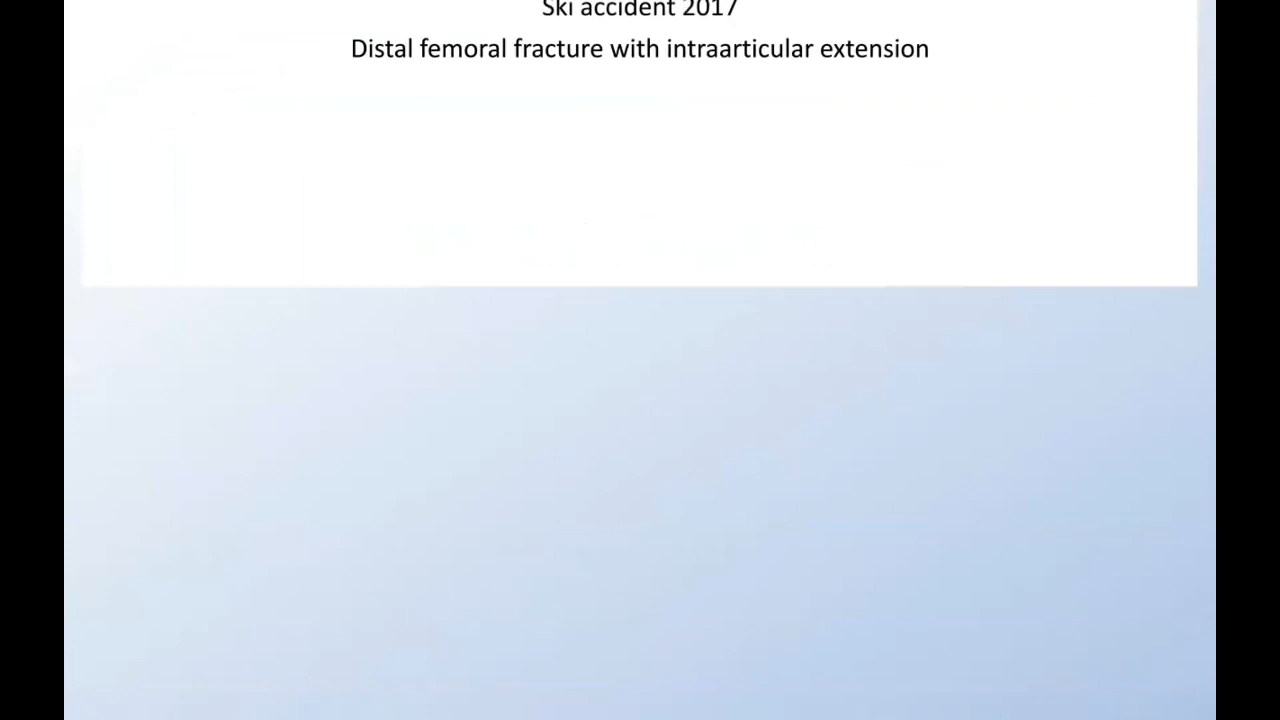 Ski accident 2017
Distal femoral fracture with intraarticular extension